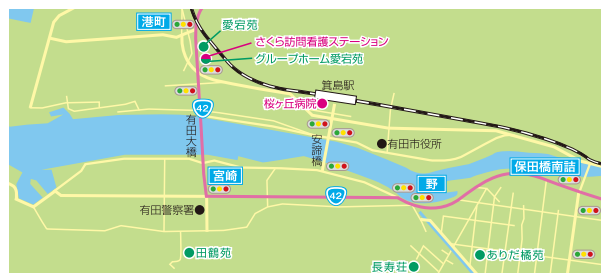 港町
愛宕苑
さくら訪問看護ステーション
グループホーム愛宕苑
箕島駅
桜ヶ丘病院
42
有田大橋
安諦橋
有田市役所
保田橋南詰
宮崎
野
42
有田警察署
田鶴苑
ありだ橘苑
長寿荘